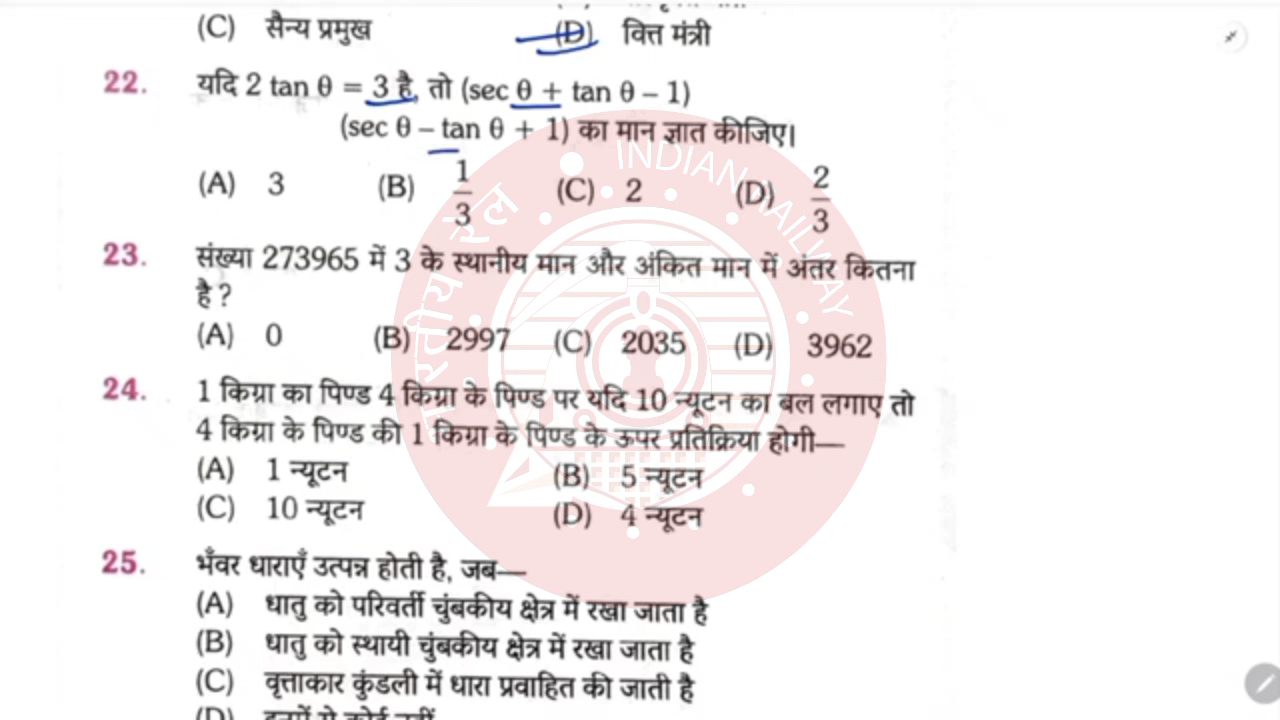 (C) सैन्य प्रमुख (D) वित्त मंत्री
22. यदि 2 tan θ = 3 है, तो (sec θ + tan θ – 1)
(sec θ – tan θ + 1) का मान ज्ञात कीजिए।
(A) 3 (B) 1/3 (C) 2 (D) 2/3
23. संख्या 273965 में 3 के स्थानीय मान और अंकित मान में अंतर कितना
है ?
(A) 0 (B) 2997 (C) 2035 (D) 3962
24. 1 किग्रा का पिण्ड 4 किग्रा के पिण्ड पर यदि 10 न्यूटन का बल लगाए तो
4 किग्रा के पिण्ड की 1 किग्रा के पिण्ड के ऊपर प्रतिक्रिया होगी—
(A) 1 न्यूटन (B) 5 न्यूटन
(C) 10 न्यूटन (D) 4 न्यूटन
25. भँवर धाराएँ उत्पन्न होती है, जब—
(A) धातु को परिवर्ती चुंबकीय क्षेत्र में रखा जाता है
(B) धातु को स्थायी चुंबकीय क्षेत्र में रखा जाता है
(C) वृत्ताकार कुंडली में धारा प्रवाहित की जाती है
(D) इनमें से कोई नहीं
भारतीय रेल
INDIAN RAILWAY